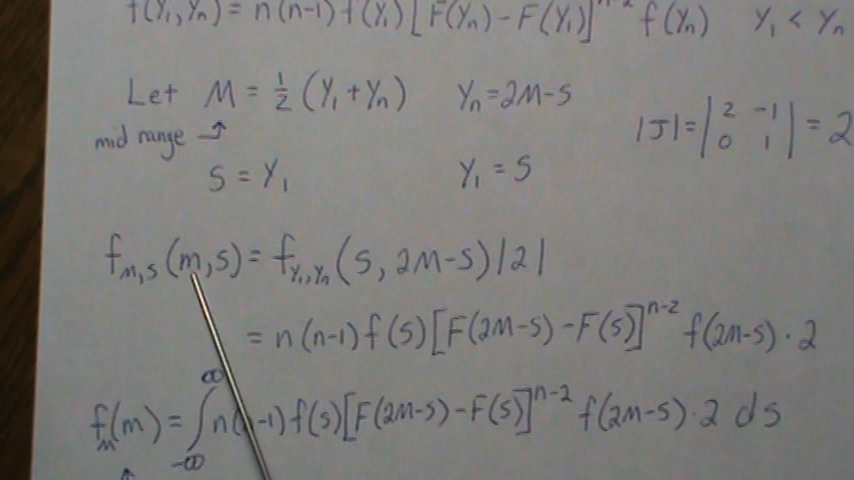 f(Y₁,Yₙ) = n(n-1) f(Y₁) [F(Yₙ) - F(Y₁)]ⁿ⁻² f(Yₙ) Y₁ < Yₙ
Let M = ½ (Y₁ + Yₙ) Yₙ = 2M-S |J| = | 2 -1 | = 2
mid range | 0 1 |
S = Y₁ Y₁ = S
f_{M,S} (m,s) = f_{Y₁,Yₙ} (S, 2M-S) |2|
= n(n-1) f(S) [F(2M-S) - F(S)]ⁿ⁻² f(2M-S) · 2
f_M(m) = ∫_{-∞}^{∞} n(n-1) f(s) [F(2M-S) - F(S)]ⁿ⁻² f(2M-S) · 2 ds